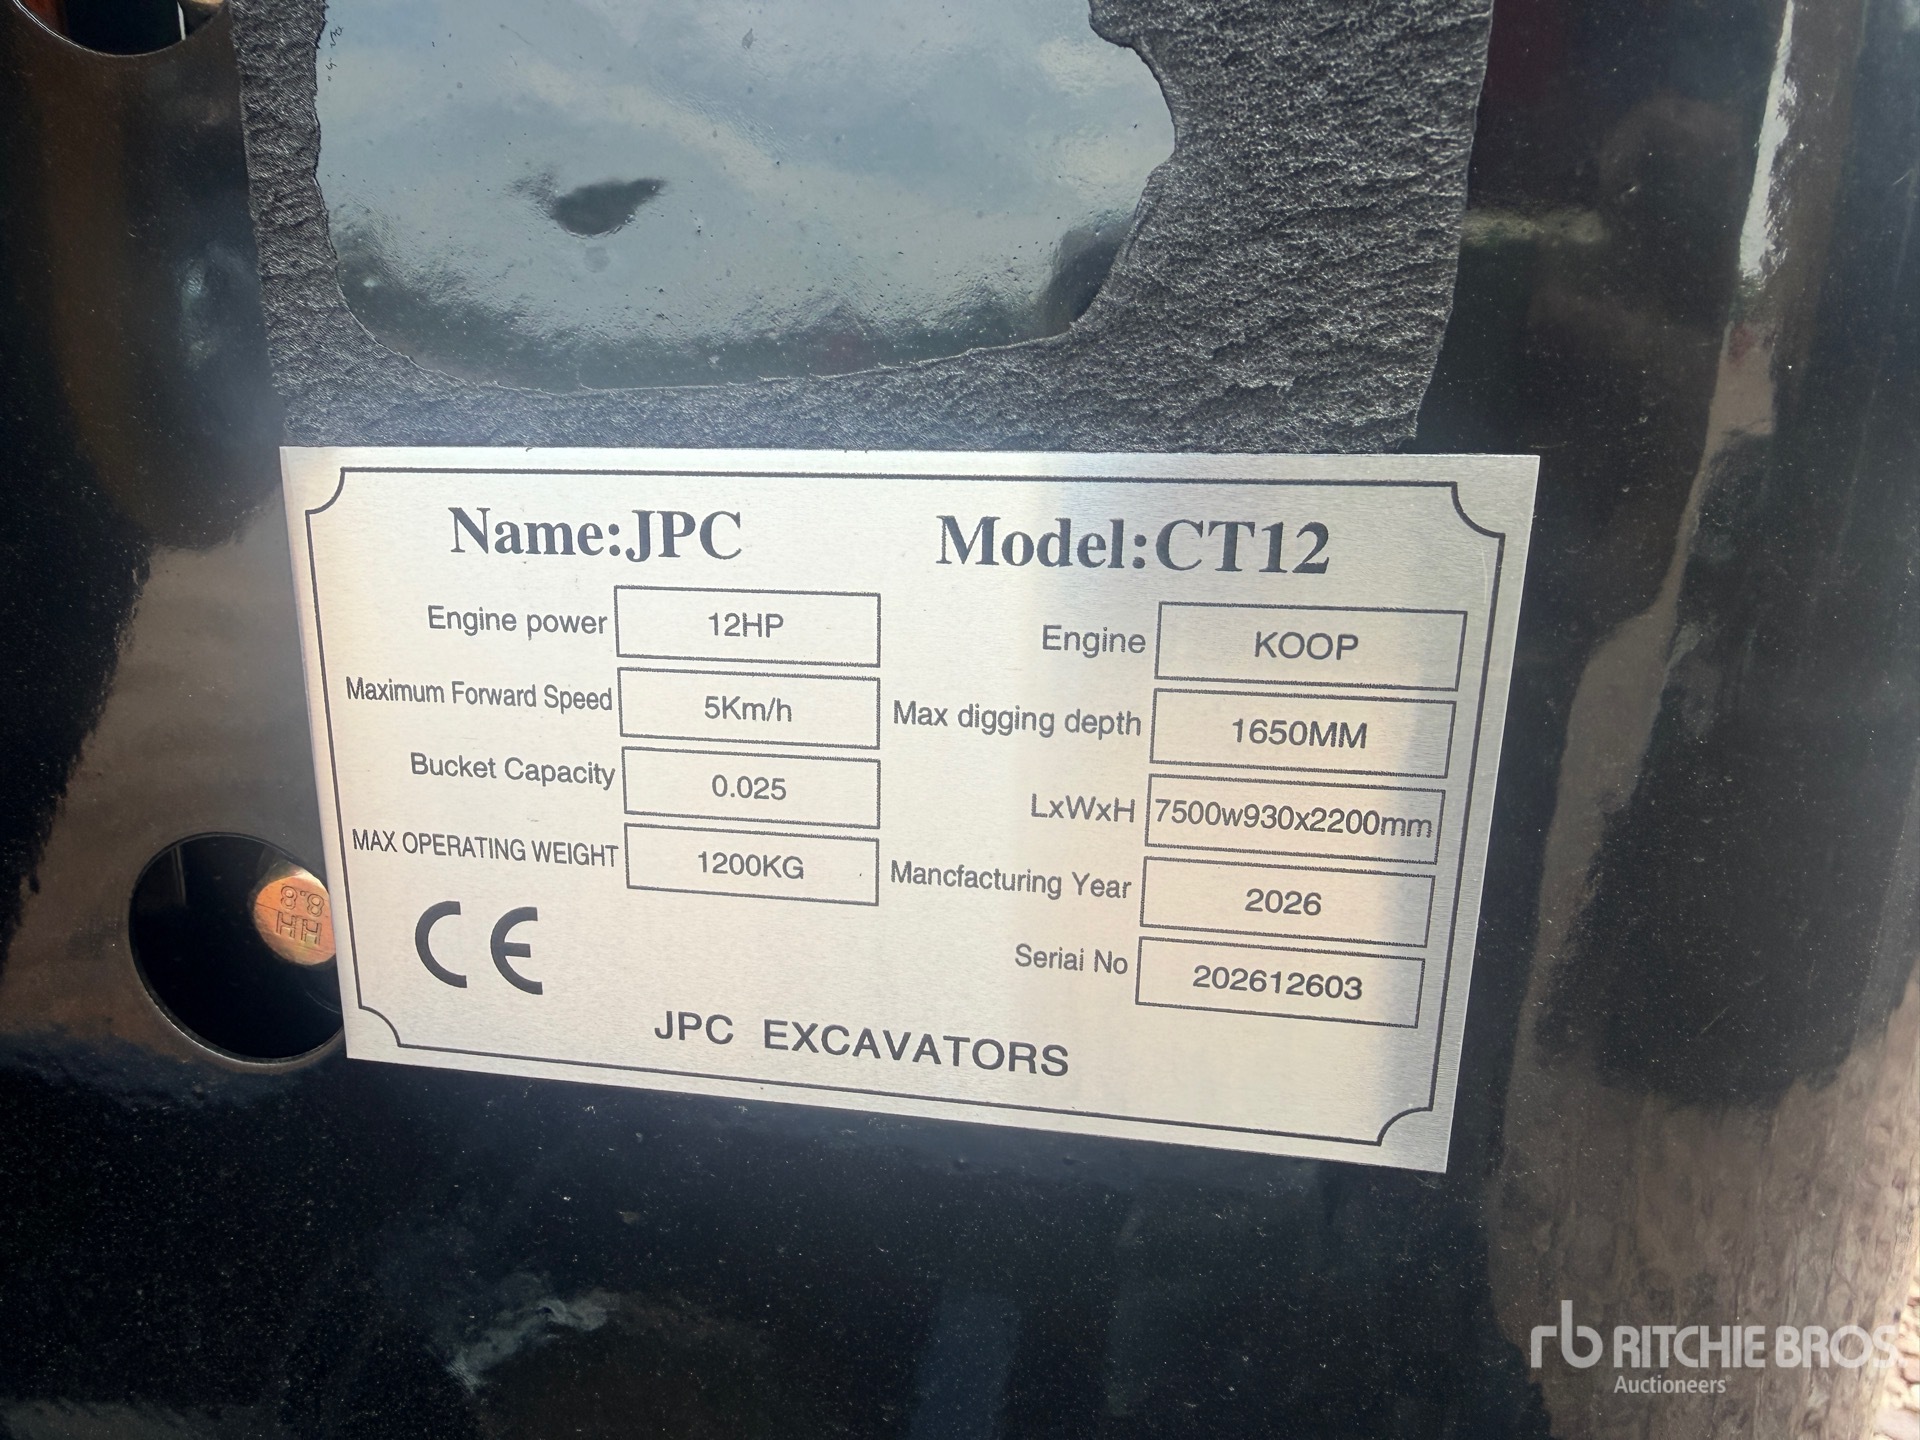 Name:JPC Model:CT12
Engine power 12HP Engine KOOP
Maximum Forward Speed 5Km/h Max digging depth 1650MM
Bucket Capacity 0.025 LxWxH 7500w930x2200mm
MAX OPERATING WEIGHT 1200KG Mancfacturing Year 2026
CE Seriai No 202612603
JPC EXCAVATORS
8.8
HH
rb RITCHIE BROS.
Auctioneers